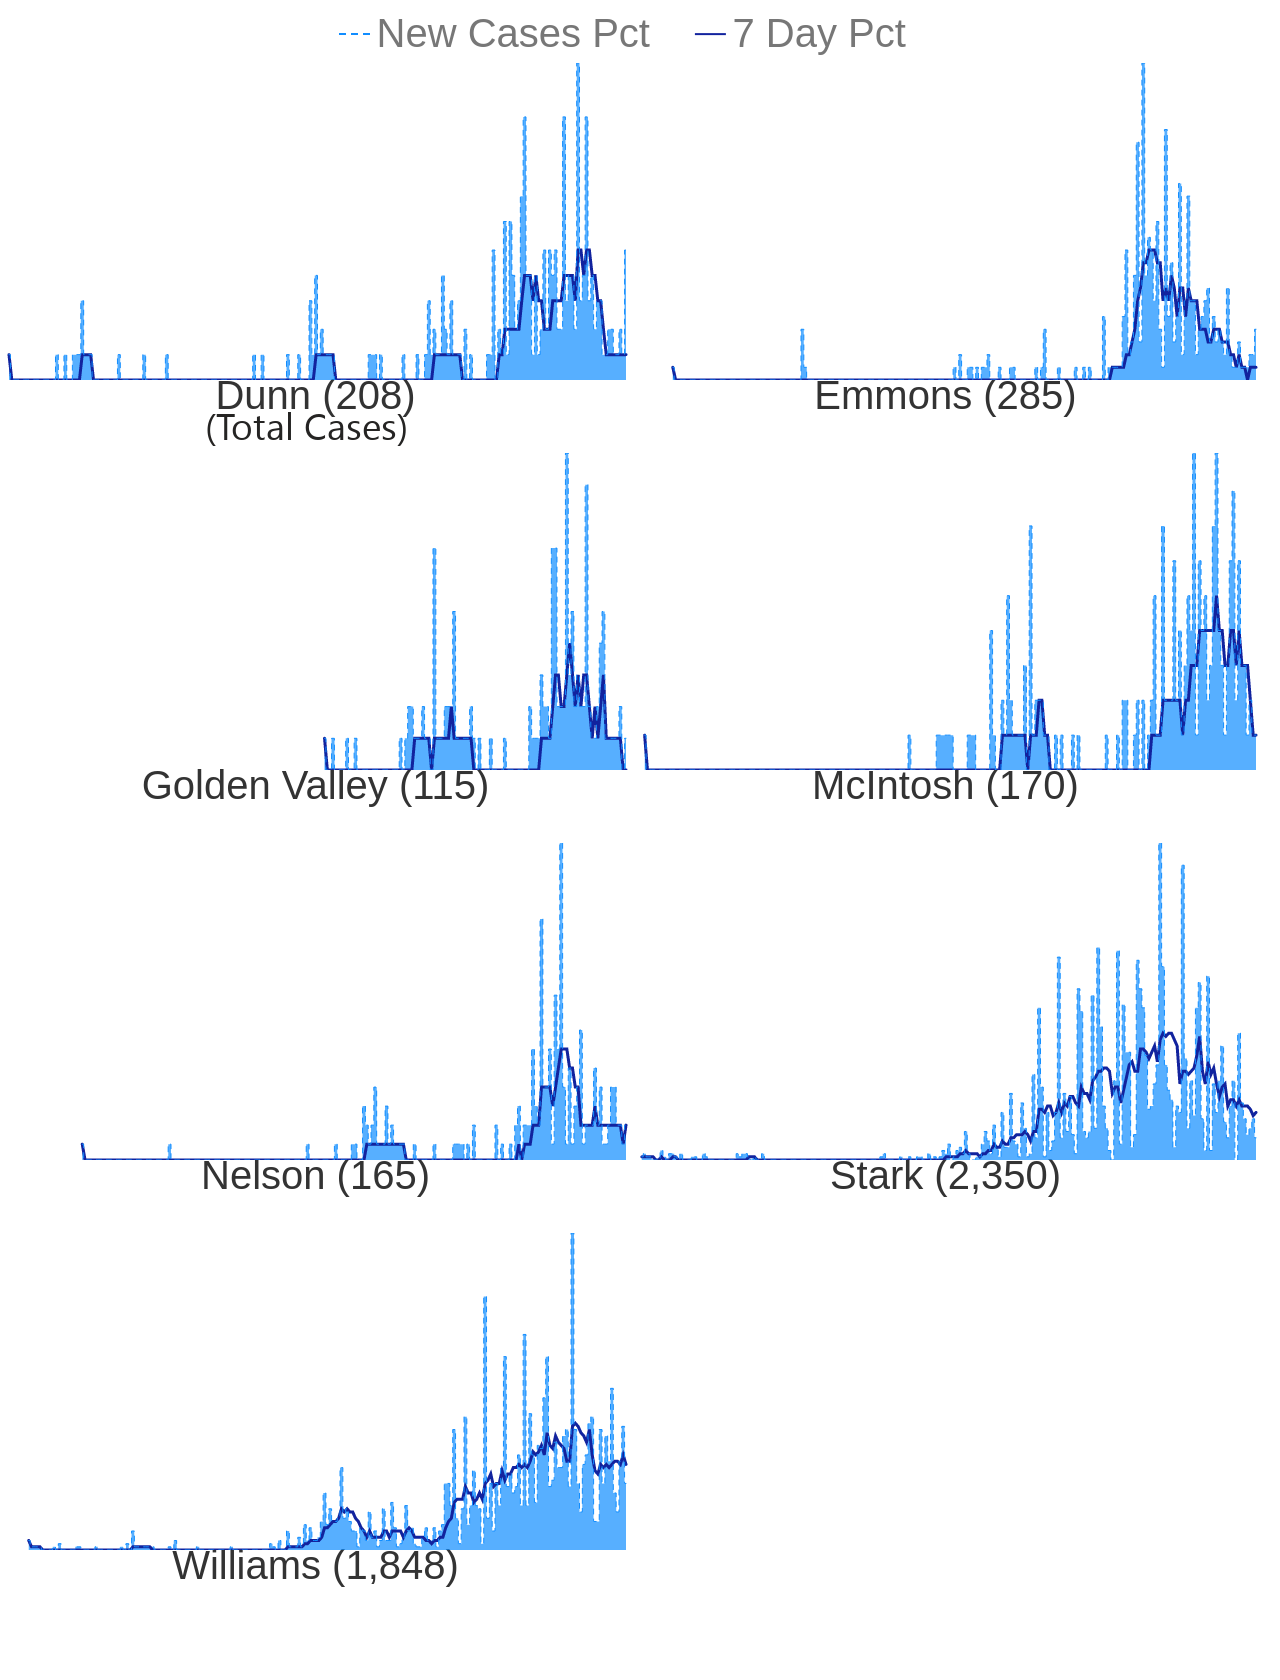 New Cases Pct 7 Day Pct
Dunn (208) Emmons (285)
(Total Cases)
Golden Valley (115) McIntosh (170)
Nelson (165) Stark (2,350)
Williams (1,848)